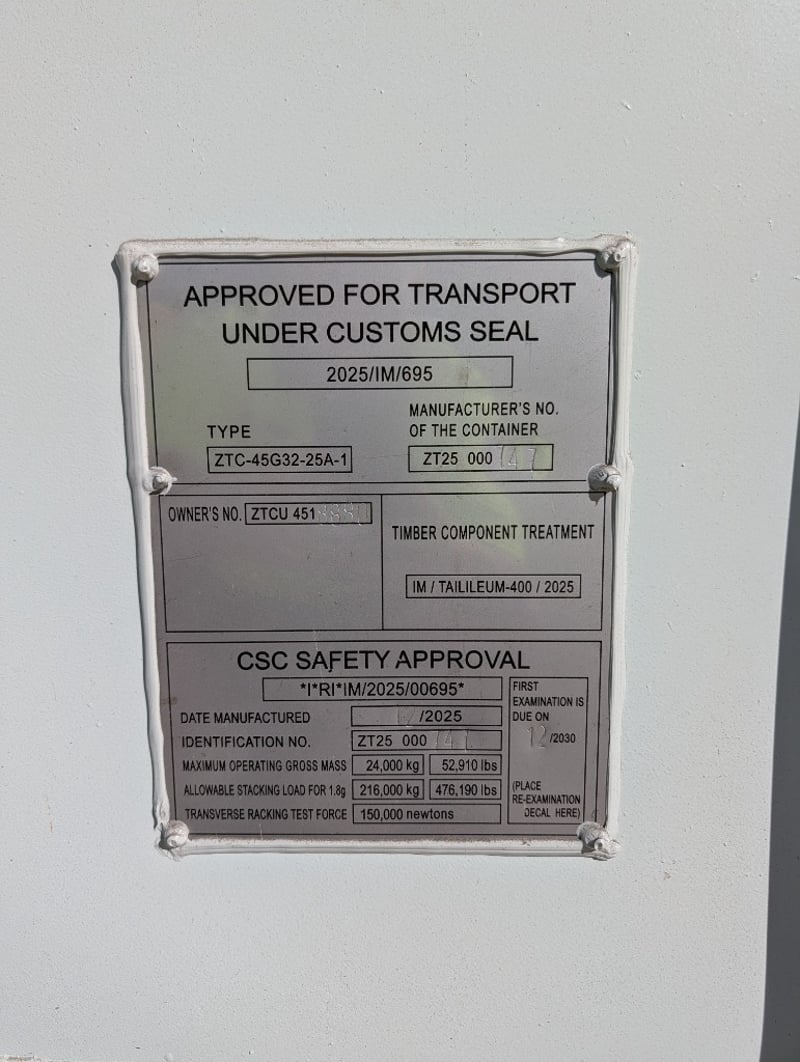 APPROVED FOR TRANSPORT
UNDER CUSTOMS SEAL
2025/IM/695
TYPE
ZTC-45G32-25A-1
MANUFACTURER'S NO.
OF THE CONTAINER
ZT25 000
OWNER'S NO. ZTCU 451
TIMBER COMPONENT TREATMENT
IM / TAILILEUM-400 / 2025
CSC SAFETY APPROVAL
*I*RI*IM/2025/00695*
DATE MANUFACTURED 12/2025
IDENTIFICATION NO. ZT25 000
MAXIMUM OPERATING GROSS MASS 24,000 kg 52,910 lbs
ALLOWABLE STACKING LOAD FOR 1.8g 216,000 kg 476,190 lbs
TRANSVERSE RACKING TEST FORCE 150,000 newtons
FIRST
EXAMINATION IS
DUE ON
12/2030
(PLACE
RE-EXAMINATION
DECAL HERE)